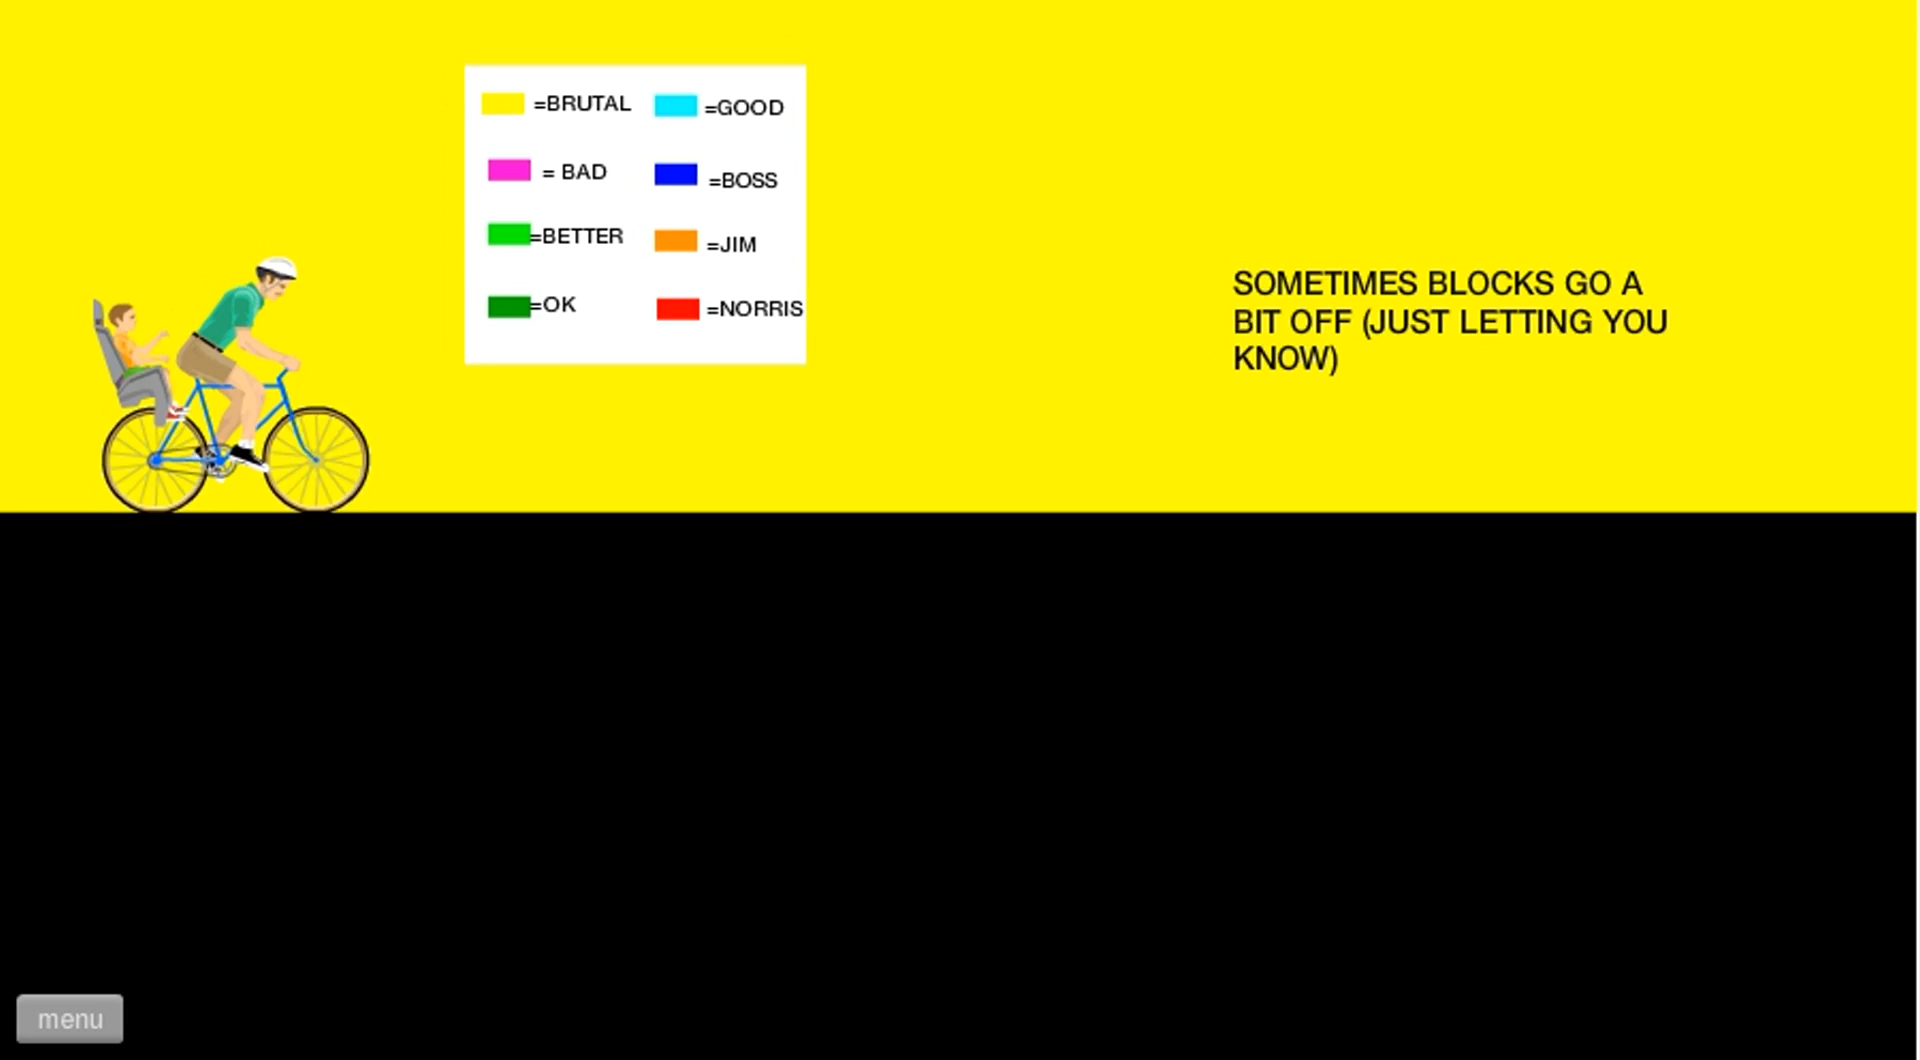 =BRUTAL =GOOD
= BAD =BOSS
=BETTER =JIM
=OK =NORRIS
SOMETIMES BLOCKS GO A
BIT OFF (JUST LETTING YOU
KNOW)
menu